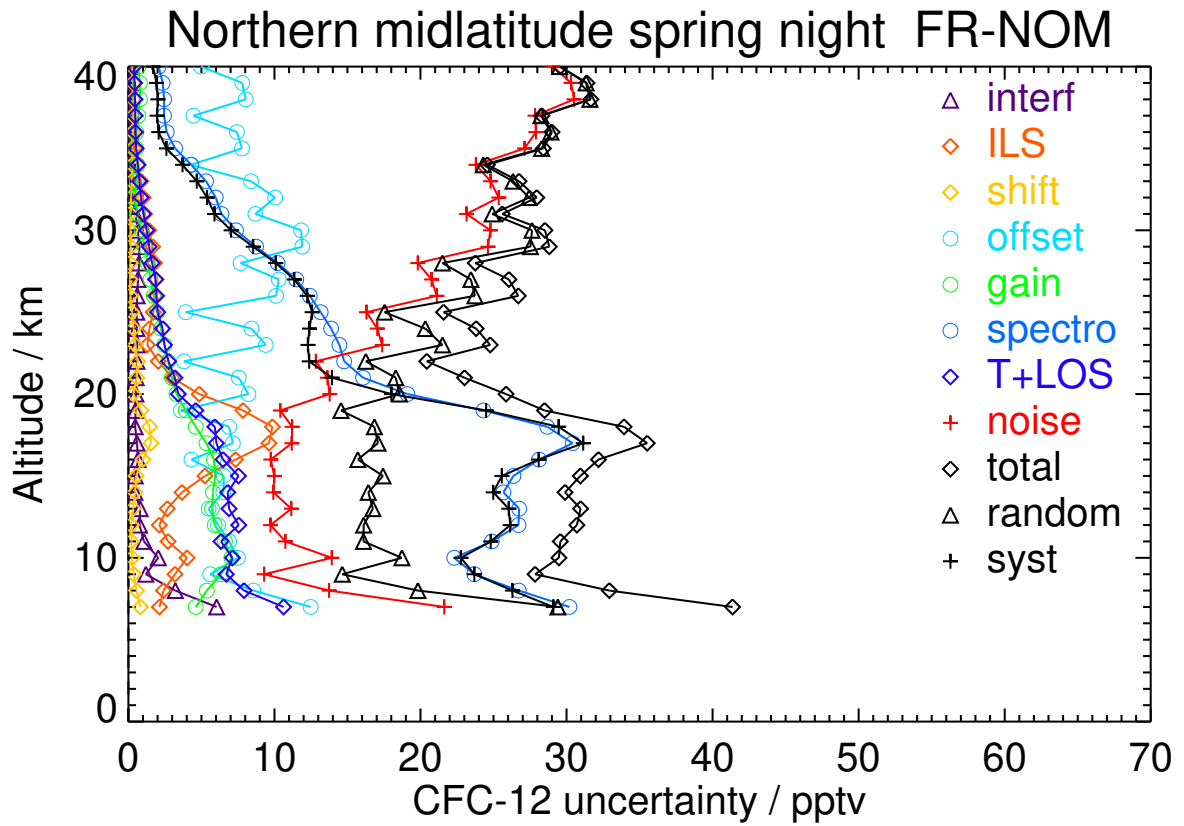 Northern midlatitude spring night FR-NOM
40
30
20
10
0
Altitude / km
interf
ILS
shift
offset
gain
spectro
T+LOS
noise
total
random
syst
0 10 20 30 40 50 60 70
CFC-12 uncertainty / pptv